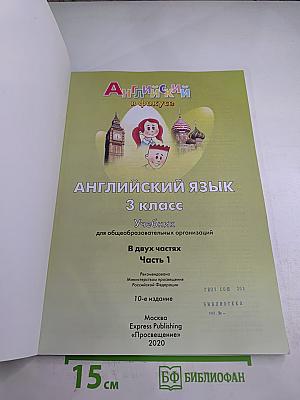 Английский
в фокусе
АНГЛИЙСКИЙ ЯЗЫК
3 класс
Учебник
для общеобразовательных организаций
В двух частях
Часть 1
Рекомендовано
Министерством просвещения
Российской Федерации
10-е издание
Москва
Express Publishing
«Просвещение»
2020
БИБЛИОТЕКА
15 см
БФ БИБЛИОФАН